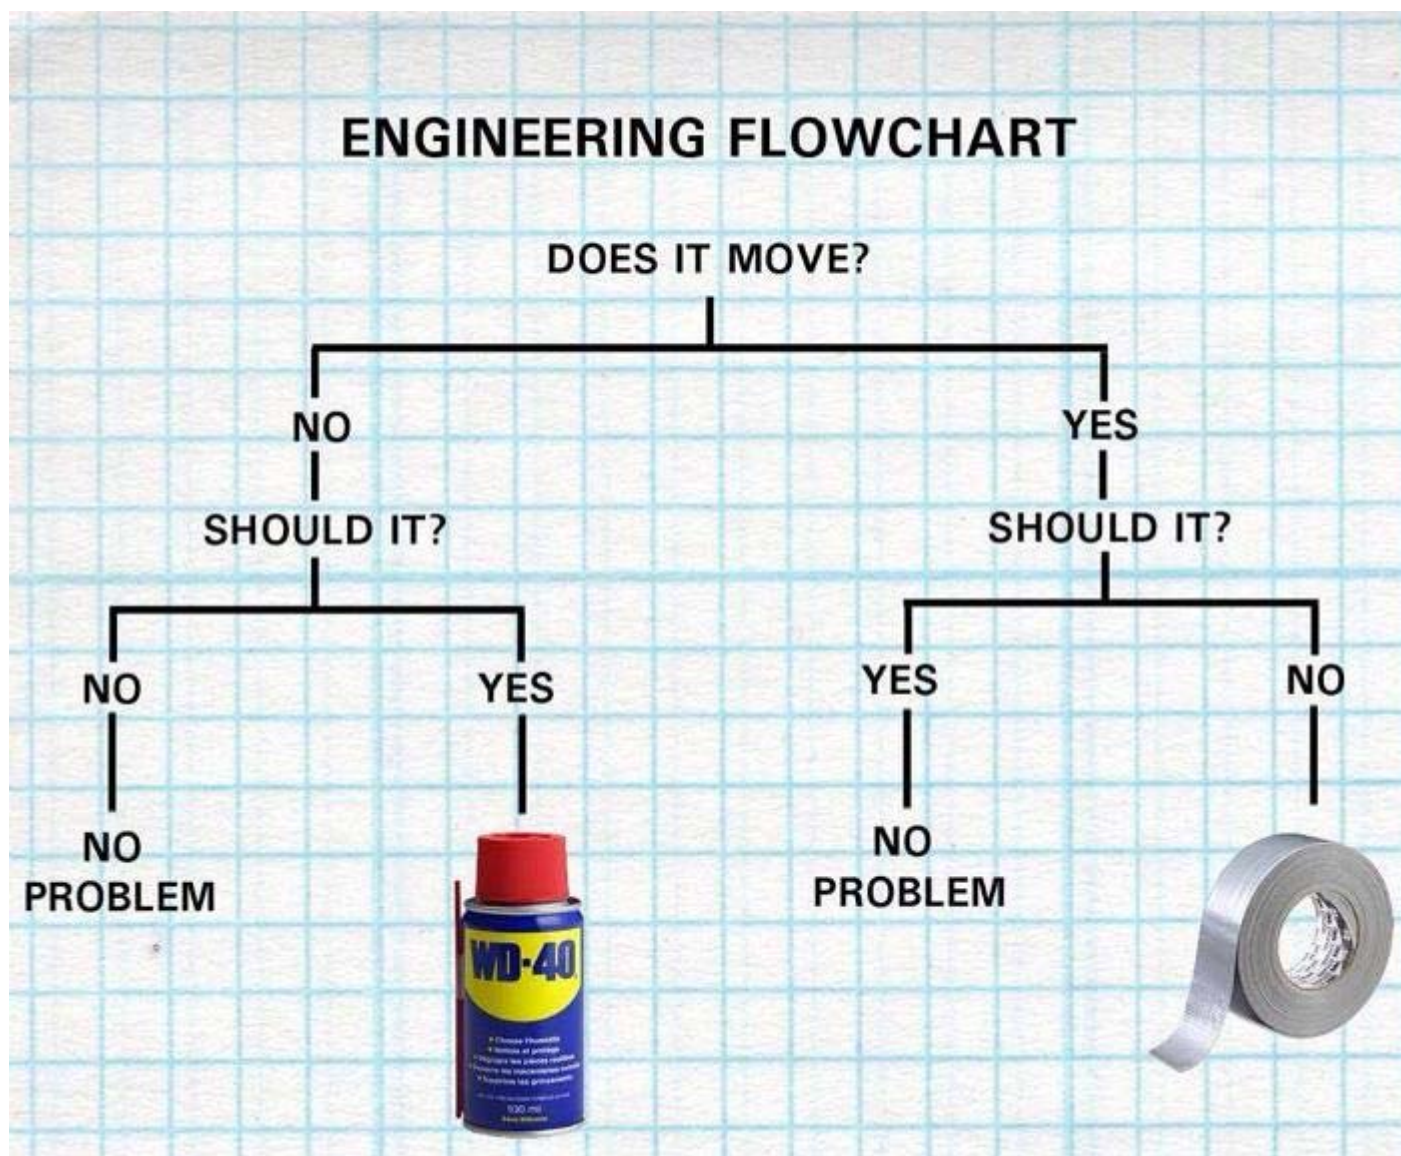 ENGINEERING FLOWCHART
DOES IT MOVE?
NO
YES
SHOULD IT?
SHOULD IT?
NO
YES
YES
NO
NO
PROBLEM
NO
PROBLEM
WD-40